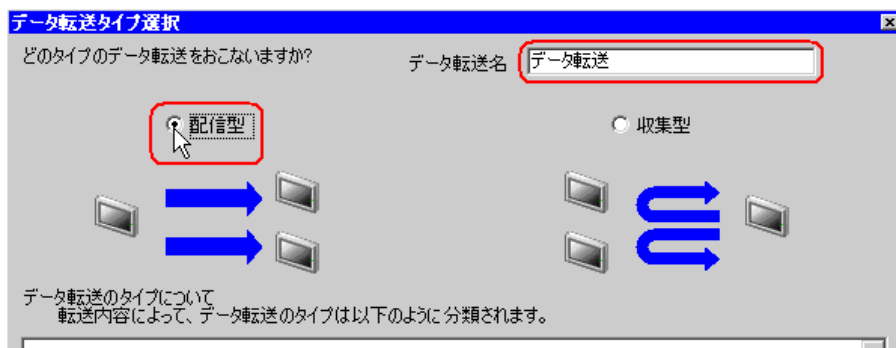 データ転送タイプ選択
どのタイプのデータ転送をおこないますか?
データ転送名 データ転送
配信型
収集型
データ転送のタイプについて
転送内容によって、データ転送のタイプは以下のように分類されます。